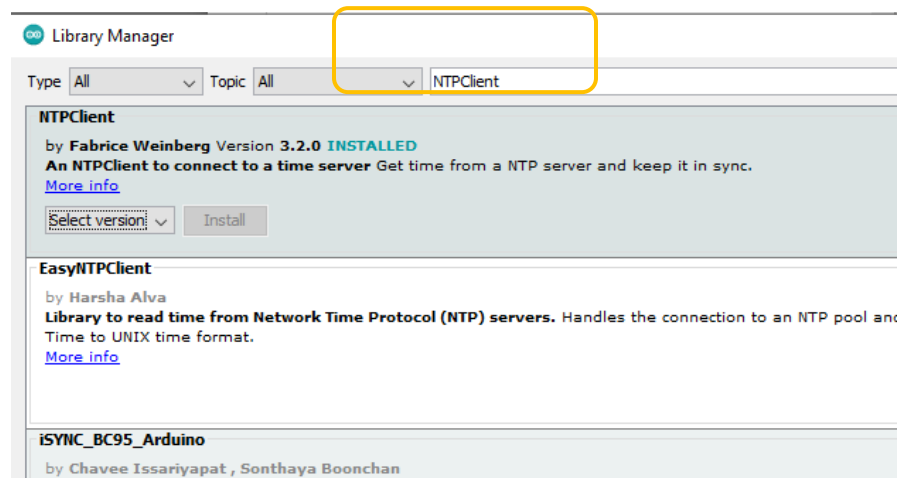 Library Manager
Type All Topic All NTPClient
NTPClient
by Fabrice Weinberg Version 3.2.0 INSTALLED
An NTPClient to connect to a time server Get time from a NTP server and keep it in sync.
More info
Select version Install
EasyNTPClient
by Harsha Alva
Library to read time from Network Time Protocol (NTP) servers. Handles the connection to an NTP pool and
Time to UNIX time format.
More info
iSYNC_BC95_Arduino
by Chavee Issariyapat , Sonthaya Boonchan